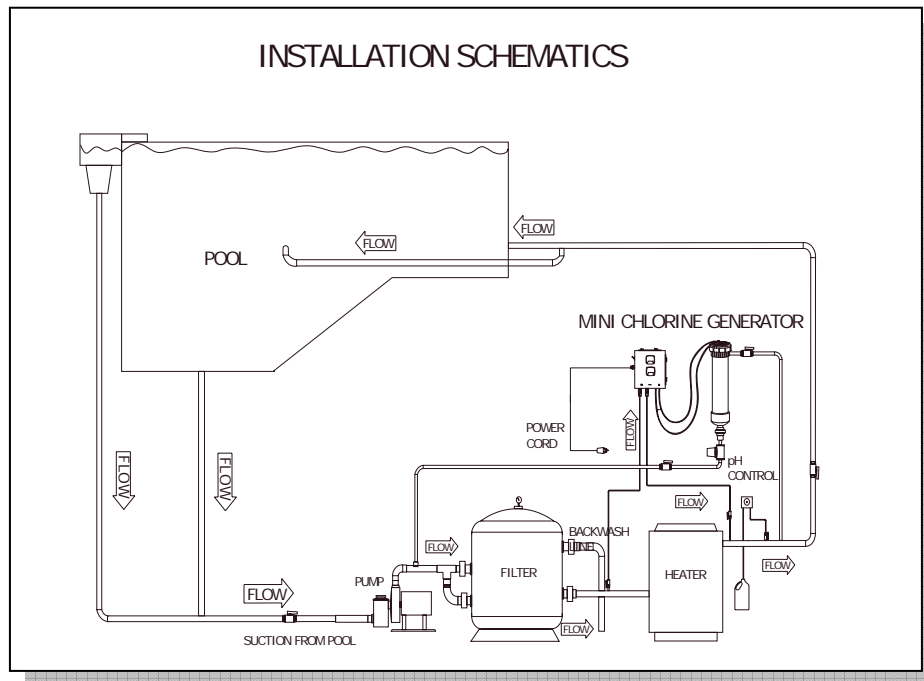 INSTALLATION SCHEMATICS
FLOW
FLOW
POOL
MINI CHLORINE GENERATOR
POWER
CORD
FLOW
pH
CONTROL
FLOW
FLOW
FLOW
BACKWASH
LINE
FLOW
FILTER
HEATER
FLOW
PUMP
FLOW
FLOW
SUCTION FROM POOL